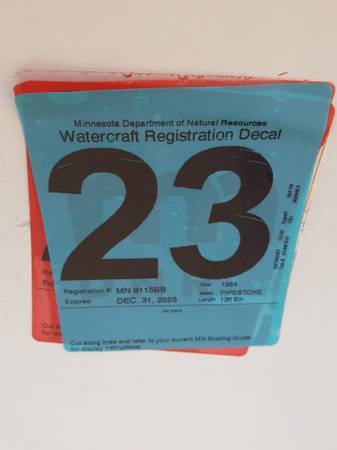 Minnesota Department of Natural Resources
Watercraft Registration Decal
23
Registration #: MN 9115BB
Expires: DEC. 31, 2023
Year 1984
Make PIPESTONE
Length 13ft 6in
Cut along lines and refer to your current MN Boating Guide
for display instructions.